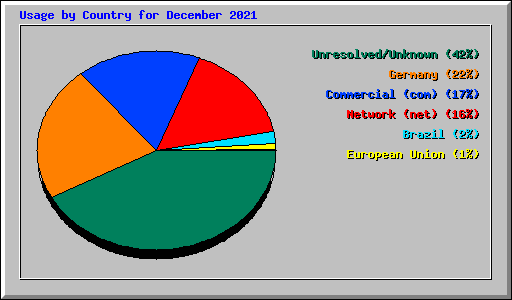 Usage by Country for December 2021
Unresolved/Unknown (42%)
Germany (22%)
Commercial (com) (17%)
Network (net) (16%)
Brazil (2%)
European Union (1%)